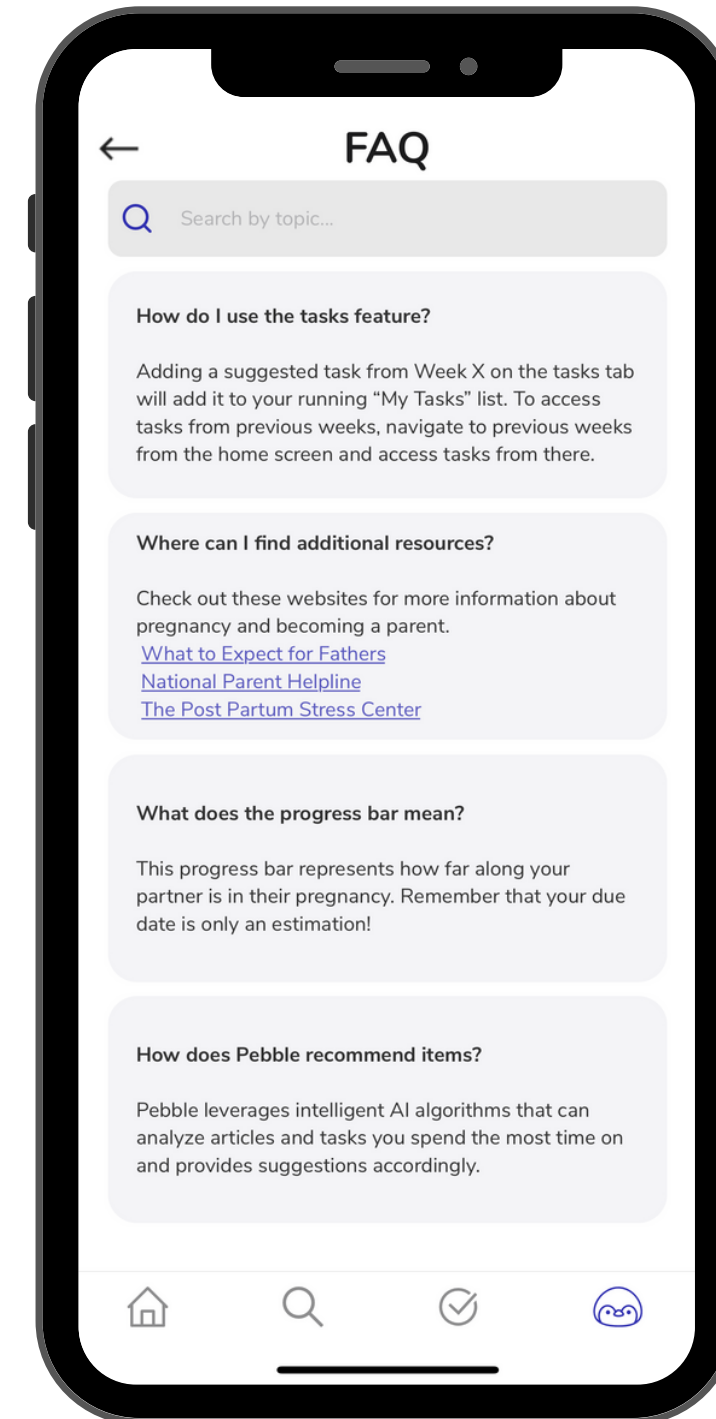 FAQ
Search by topic...
How do I use the tasks feature?
Adding a suggested task from Week X on the tasks tab
will add it to your running “My Tasks” list. To access
tasks from previous weeks, navigate to previous weeks
from the home screen and access tasks from there.
Where can I find additional resources?
Check out these websites for more information about
pregnancy and becoming a parent.
What to Expect for Fathers
National Parent Helpline
The Post Partum Stress Center
What does the progress bar mean?
This progress bar represents how far along your
partner is in their pregnancy. Remember that your due
date is only an estimation!
How does Pebble recommend items?
Pebble leverages intelligent AI algorithms that can
analyze articles and tasks you spend the most time on
and provides suggestions accordingly.